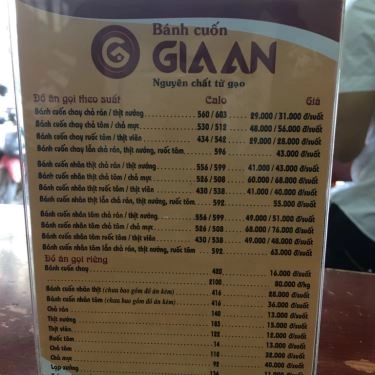 Bánh cuốn
GIA AN
Nguyên chất từ gạo
Đồ ăn gọi theo suất Calo Giá
Bánh cuốn chay chả rán / thịt nướng 560 / 603 29.000 / 31.000 đ/suất
Bánh cuốn chay chả tôm / chả mực 530 / 512 48.000 / 56.000 đ/suất
Bánh cuốn chay ruốc tôm / thịt viên 434 / 542 29.000 / 28.000 đ/suất
Bánh cuốn chay lẫn chả rán, ruốc tôm 596 43.000 đ/suất
Bánh cuốn nhân thịt chả rán / thịt nướng 556 / 599 41.000 / 43.000 đ/suất
Bánh cuốn nhân thịt chả tôm / chả mực 526 / 508 60.000 / 68.000 đ/suất
Bánh cuốn nhân thịt ruốc tôm / thịt viên 430 / 538 41.000 / 40.000 đ/suất
Bánh cuốn nhân thịt lẫn chả rán, ruốc tôm 592 55.000 đ/suất
Bánh cuốn nhân tôm chả rán / thịt nướng 556 / 599 49.000 / 51.000 đ/suất
Bánh cuốn nhân tôm chả tôm / chả mực 526 / 508 68.000 / 76.000 đ/suất
Bánh cuốn nhân tôm ruốc tôm / thịt viên 430 / 538 49.000 / 48.000 đ/suất
Bánh cuốn nhân tôm lẫn chả rán, ruốc tôm 592 63.000 đ/suất
Đồ ăn gọi riêng
Bánh cuốn chay 420 16.000 đ/suất
2100 80.000 đ/kg
Bánh cuốn nhân thịt (chưa bao gồm đồ ăn kèm) 416 28.000 đ/suất
Bánh cuốn nhân tôm (chưa bao gồm đồ ăn kèm) 416 36.000 đ/suất
Chả rán 140 13.000 đ/suất
Thịt nướng 183 15.000 đ/suất
Thịt viên 122 12.000 đ/suất
Ruốc tôm 14 13.000 đ/suất
Chả tôm 110 32.000 đ/suất
Chả mực 92 40.000 đ/suất
Lạp xưởng đ/suất